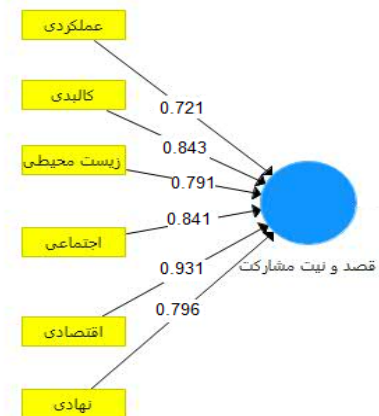 عملکردی
0.721
کالبدی
0.843
زیست محیطی
0.791
اجتماعی
0.841
اقتصادی
0.931
نهادی
0.796
قصد و نیت مشارکت